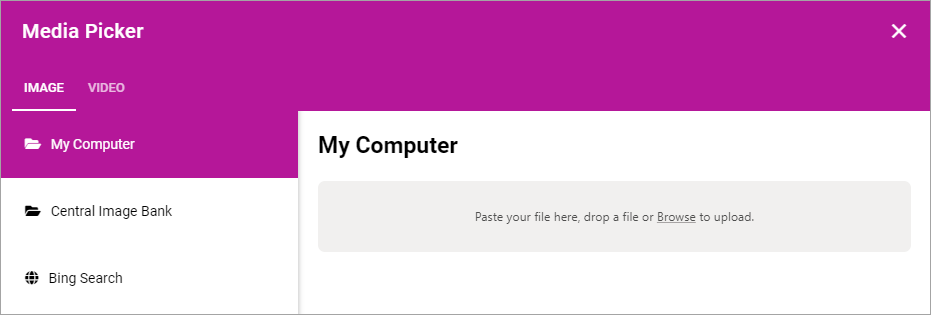 Media Picker
IMAGE VIDEO
My Computer
Central Image Bank
Bing Search
My Computer
Paste your file here, drop a file or Browse to upload.